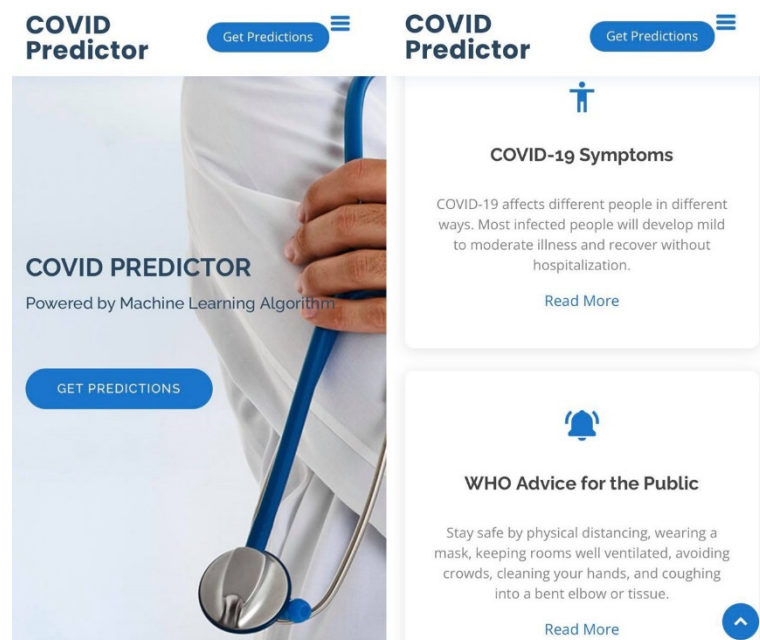 COVID
Predictor
Get Predictions
COVID PREDICTOR
Powered by Machine Learning Algorithm
GET PREDICTIONS
COVID
Predictor
Get Predictions
COVID-19 Symptoms
COVID-19 affects different people in different
ways. Most infected people will develop mild
to moderate illness and recover without
hospitalization.
Read More
WHO Advice for the Public
Stay safe by physical distancing, wearing a
mask, keeping rooms well ventilated, avoiding
crowds, cleaning your hands, and coughing
into a bent elbow or tissue.
Read More